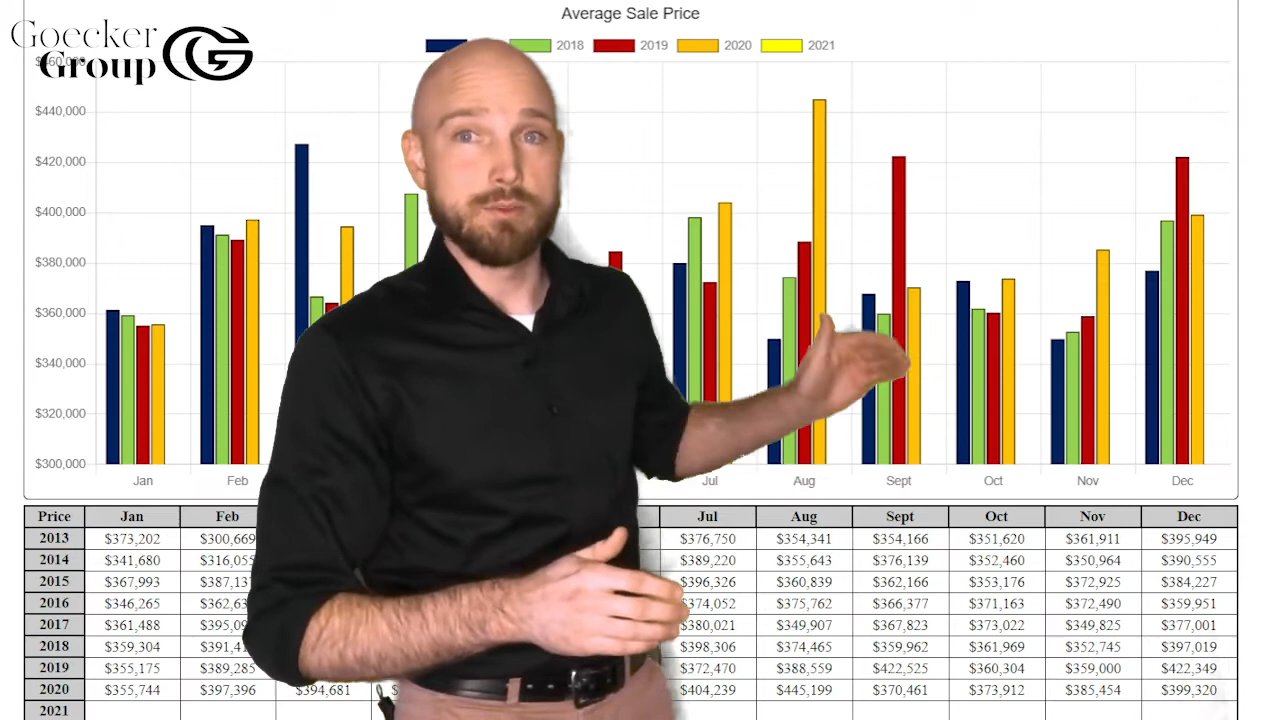 Average Sale Price
Goecker
Group
2018 2019 2020 2021
$440,000
$420,000
$400,000
$380,000
$360,000
$340,000
$320,000
$300,000
Jan Feb Jul Aug Sept Oct Nov Dec
Price Jan Feb Jul Aug Sept Oct Nov Dec
2013 $373,202 $300,669 $376,750 $354,341 $354,166 $351,620 $361,911 $395,949
2014 $341,680 $316,055 $389,220 $355,643 $376,139 $352,460 $350,964 $390,555
2015 $367,993 $396,326 $360,839 $362,166 $353,176 $372,925 $384,227
2016 $346,265 $374,052 $375,762 $366,377 $371,163 $372,490 $359,951
2017 $361,488 $380,021 $349,907 $367,823 $373,022 $349,825 $377,001
2018 $359,304 $398,306 $374,465 $359,962 $361,969 $352,745 $397,019
2019 $355,175 $389,285 $372,470 $388,559 $422,525 $360,304 $359,000 $422,349
2020 $355,744 $397,396 $394,681 $404,239 $445,199 $370,461 $373,912 $385,454 $399,320
2021